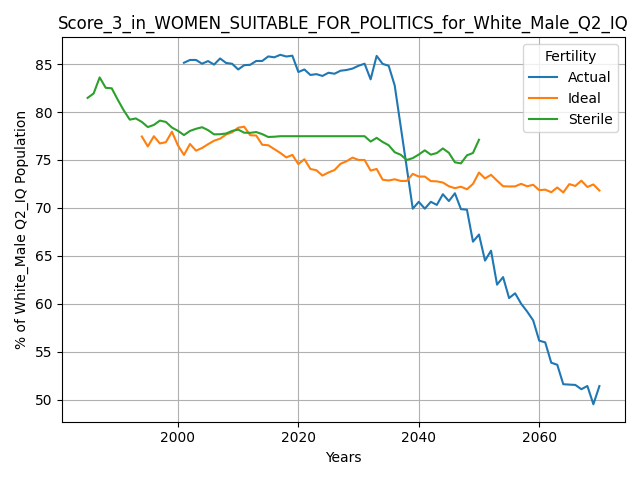 Score_3_in_WOMEN_SUITABLE_FOR_POLITICS_for_White_Male_Q2_IQ
Fertility
Actual
Ideal
Sterile
% of White_Male Q2_IQ Population
85
80
75
70
65
60
55
50
2000
2020
2040
2060
Years